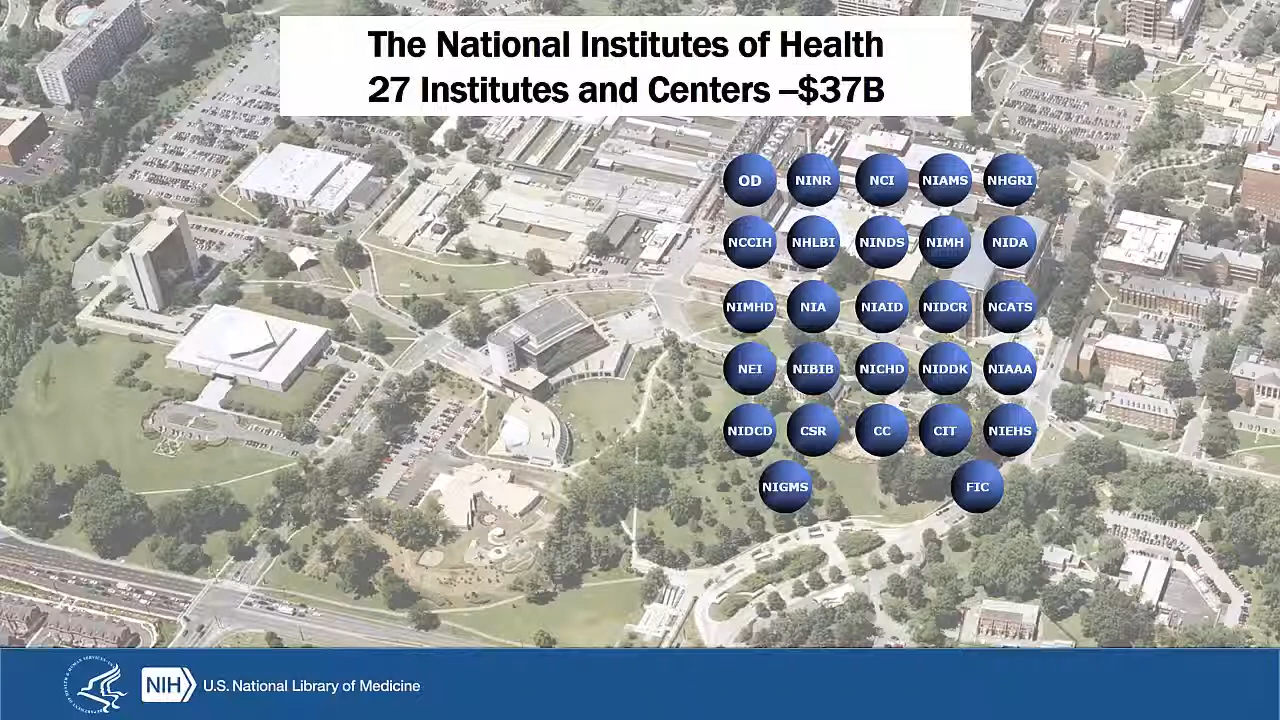 The National Institutes of Health
27 Institutes and Centers –$37B
OD NINR NCI NIAMS NHGRI
NCCIH NHLBI NINDS NIMH NIDA
NIMHD NIA NIAID NIDCR NCATS
NEI NIBIB NICHD NIDDK NIAAA
NIDCD CSR CC CIT NIEHS
NIGMS FIC
NIH U.S. National Library of Medicine